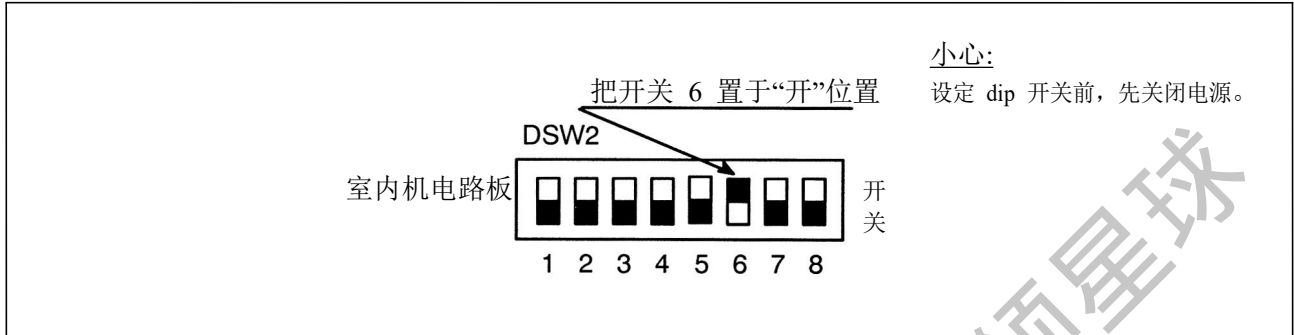 小心:
把开关 6 置于“开”位置
设定 dip 开关前，先关闭电源。
DSW2
室内机电路板
开
关
1 2 3 4 5 6 7 8